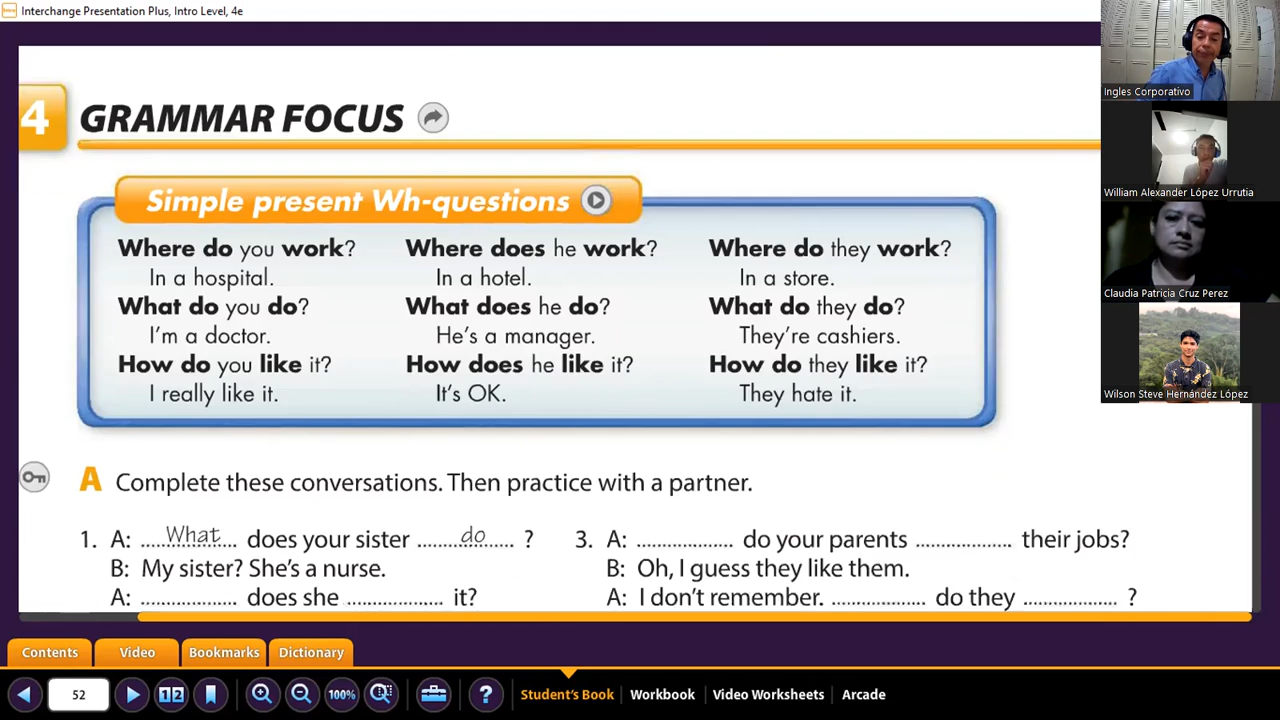 Interchange Presentation Plus, Intro Level, 4e
4 GRAMMAR FOCUS
Simple present Wh-questions
Where do you work?
In a hospital.
What do you do?
I'm a doctor.
How do you like it?
I really like it.
Where does he work?
In a hotel.
What does he do?
He's a manager.
How does he like it?
It's OK.
Where do they work?
In a store.
What do they do?
They're cashiers.
How do they like it?
They hate it.
A Complete these conversations. Then practice with a partner.
1. A: What does your sister do ?
B: My sister? She's a nurse.
A: ................. does she ................. it?
3. A: ................. do your parents ................. their jobs?
B: Oh, I guess they like them.
A: I don't remember. ................. do they ................. ?
Ingles Corporativo
William Alexander López Urrutia
Claudia Patricia Cruz Perez
Wilson Steve Hernández López
Contents Video Bookmarks Dictionary
52 1 2 100% ? Student's Book Workbook Video Worksheets Arcade